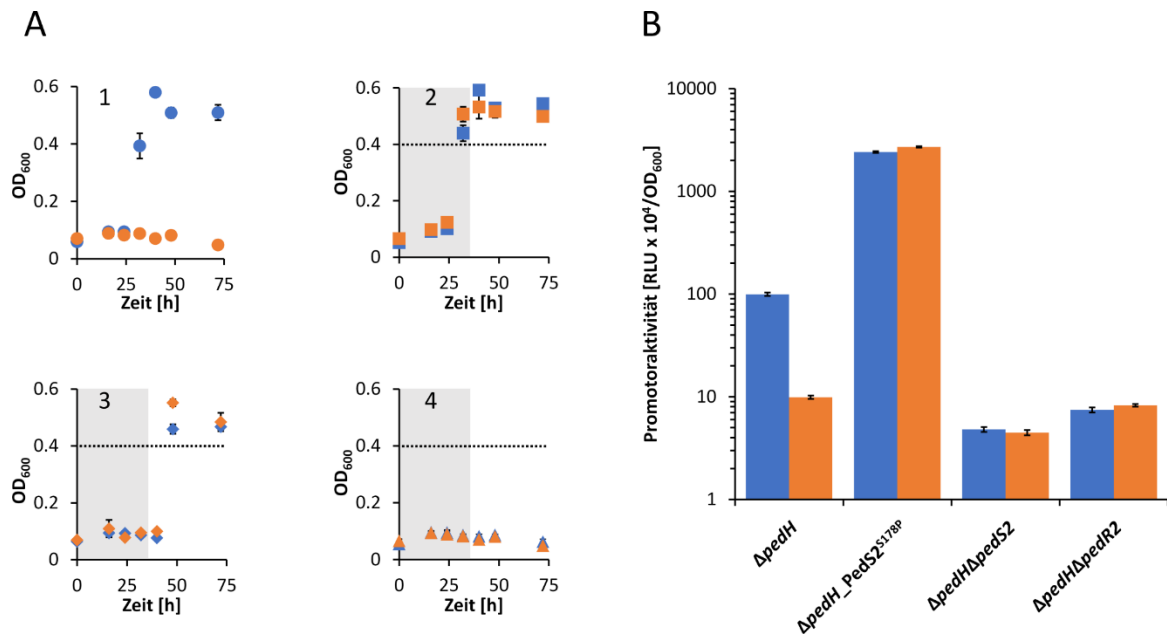 A
B
1
0.6
0.4
0.2
0
OD600
0 25 50 75
Zeit [h]
2
0.6
0.4
0.2
0
OD600
0 25 50 75
Zeit [h]
3
0.6
0.4
0.2
0
OD600
0 25 50 75
Zeit [h]
4
0.6
0.4
0.2
0
OD600
0 25 50 75
Zeit [h]
Promotoraktivität [RLU x 10⁴/OD600]
10000
1000
100
10
1
ΔpedH
ΔpedH_PedS2S178P
ΔpedHΔpedS2
ΔpedHΔpedR2